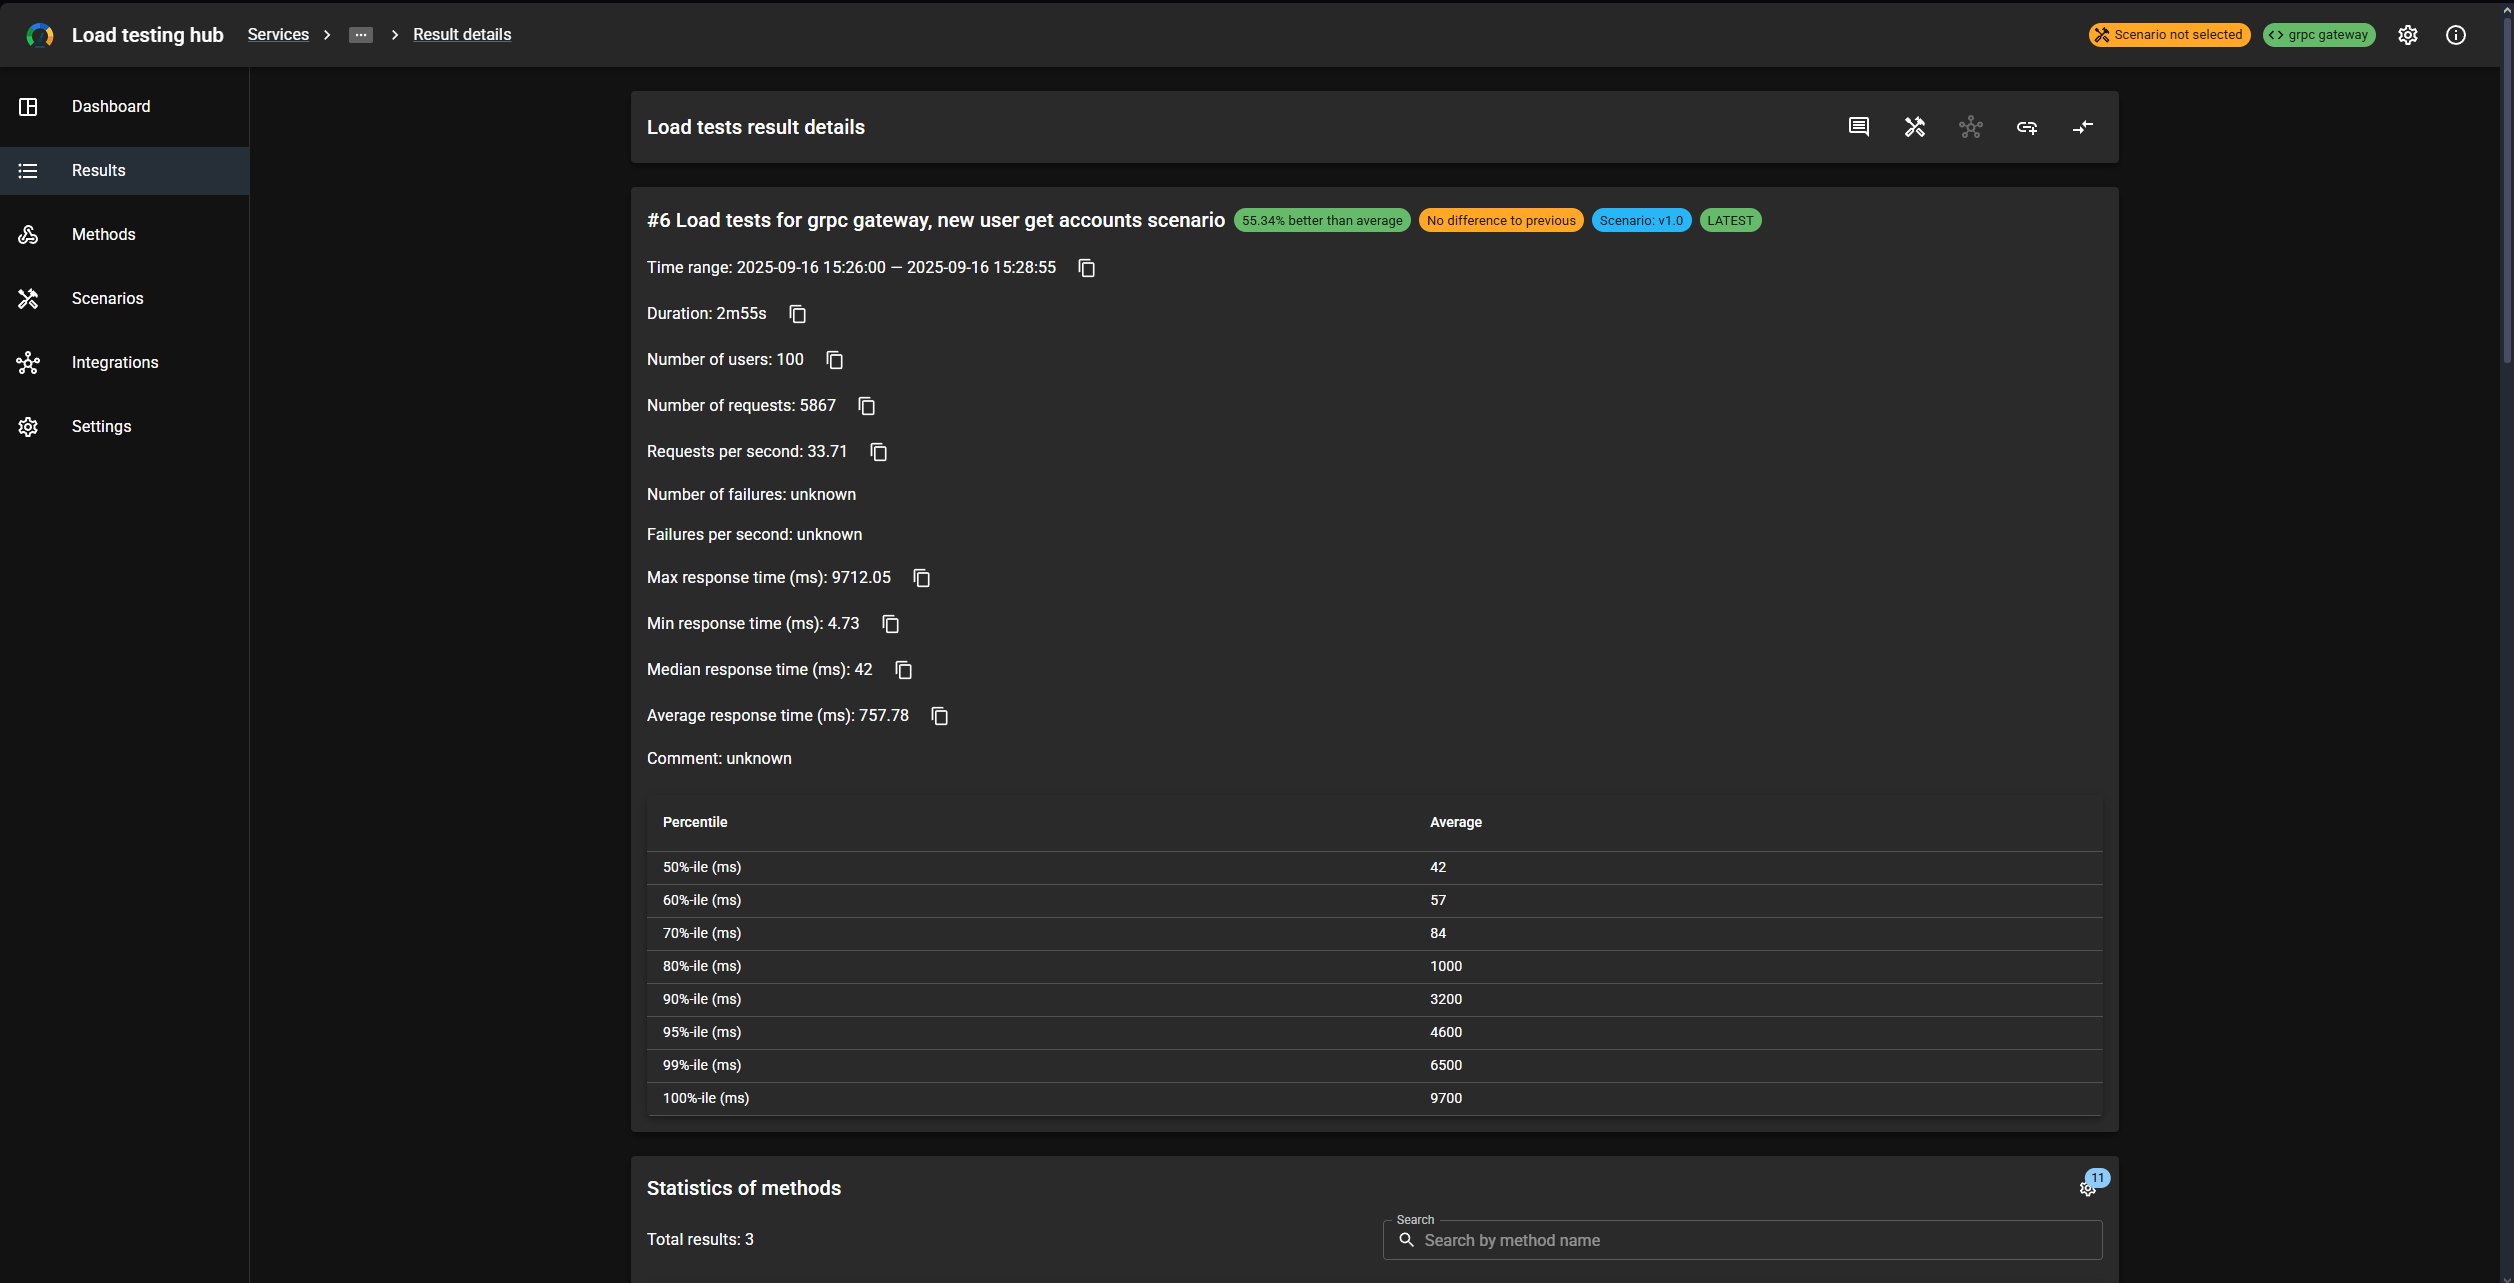 Load testing hub Services ... Result details Scenario not selected grpc gateway
Dashboard
Results
Methods
Scenarios
Integrations
Settings
Load tests result details
#6 Load tests for grpc gateway, new user get accounts scenario 55.34% better than average No difference to previous Scenario: v1.0 LATEST
Time range: 2025-09-16 15:26:00 — 2025-09-16 15:28:55
Duration: 2m55s
Number of users: 100
Number of requests: 5867
Requests per second: 33.71
Number of failures: unknown
Failures per second: unknown
Max response time (ms): 9712.05
Min response time (ms): 4.73
Median response time (ms): 42
Average response time (ms): 757.78
Comment: unknown
Percentile Average
50%-ile (ms) 42
60%-ile (ms) 57
70%-ile (ms) 84
80%-ile (ms) 1000
90%-ile (ms) 3200
95%-ile (ms) 4600
99%-ile (ms) 6500
100%-ile (ms) 9700
Statistics of methods 11
Total results: 3
Search
Search by method name